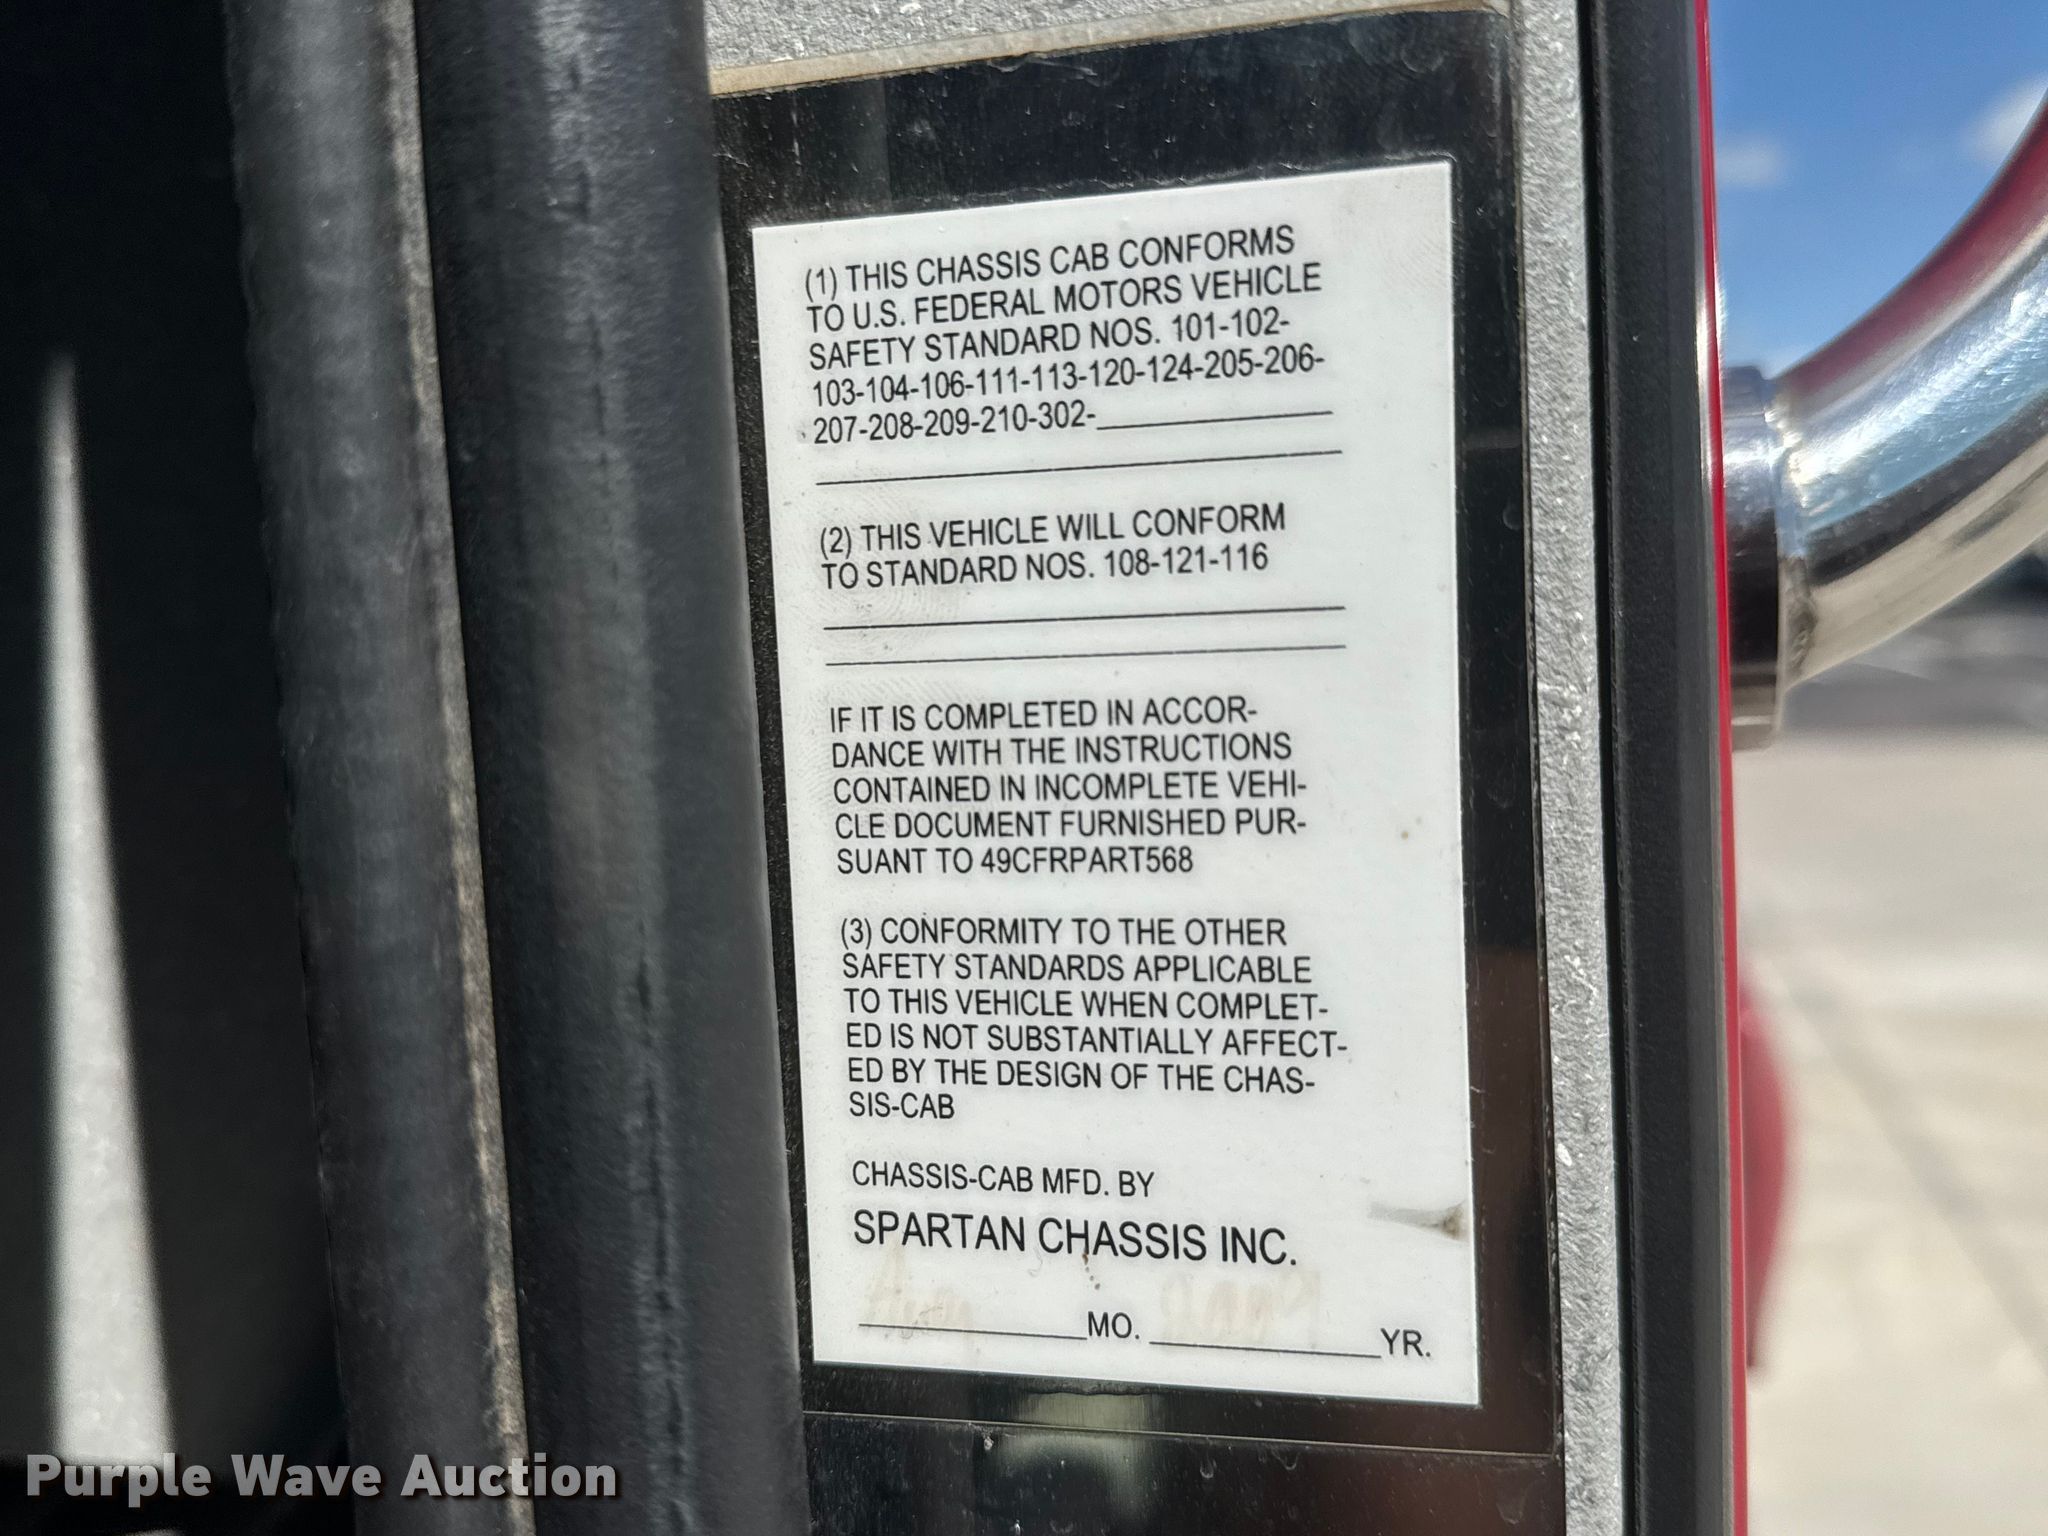 (1) THIS CHASSIS CAB CONFORMS
TO U.S. FEDERAL MOTORS VEHICLE
SAFETY STANDARD NOS. 101-102-
103-104-106-111-113-120-124-205-206-
207-208-209-210-302-
(2) THIS VEHICLE WILL CONFORM
TO STANDARD NOS. 108-121-116
IF IT IS COMPLETED IN ACCOR-
DANCE WITH THE INSTRUCTIONS
CONTAINED IN INCOMPLETE VEHI-
CLE DOCUMENT FURNISHED PUR-
SUANT TO 49CFRPART568
(3) CONFORMITY TO THE OTHER
SAFETY STANDARDS APPLICABLE
TO THIS VEHICLE WHEN COMPLET-
ED IS NOT SUBSTANTIALLY AFFECT-
ED BY THE DESIGN OF THE CHAS-
SIS-CAB
CHASSIS-CAB MFD. BY
SPARTAN CHASSIS INC.
MO. YR.
Purple Wave Auction